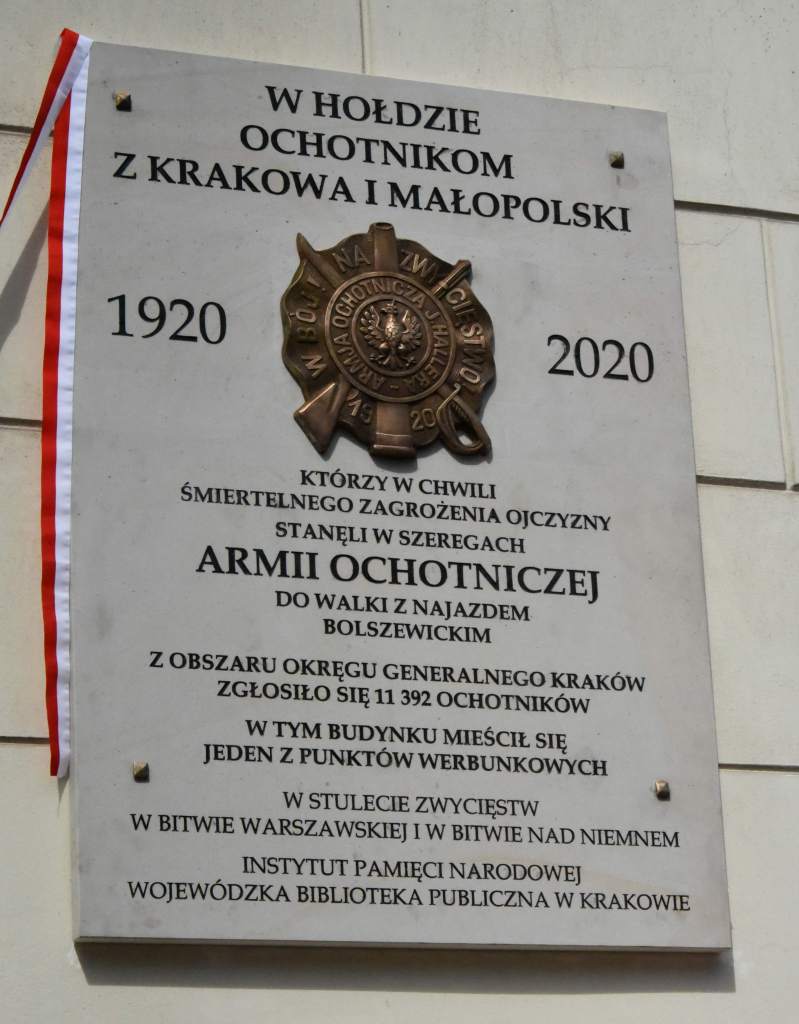 W HOŁDZIE
OCHOTNIKOM
Z KRAKOWA I MAŁOPOLSKI
1920
2020
W BÓJ! NA ZWYCIĘSTWO
ARMJA OCHOTNICZA J HALLERA
20
KTÓRZY W CHWILI
ŚMIERTELNEGO ZAGROŻENIA OJCZYZNY
STANĘLI W SZEREGACH
ARMII OCHOTNICZEJ
DO WALKI Z NAJAZDEM
BOLSZEWICKIM
Z OBSZARU OKRĘGU GENERALNEGO KRAKÓW
ZGŁOSIŁO SIĘ 11 392 OCHOTNIKÓW
W TYM BUDYNKU MIEŚCIŁ SIĘ
JEDEN Z PUNKTÓW WERBUNKOWYCH
W STULECIE ZWYCIĘSTW
W BITWIE WARSZAWSKIEJ I W BITWIE NAD NIEMNEM
INSTYTUT PAMIĘCI NARODOWEJ
WOJEWÓDZKA BIBLIOTEKA PUBLICZNA W KRAKOWIE